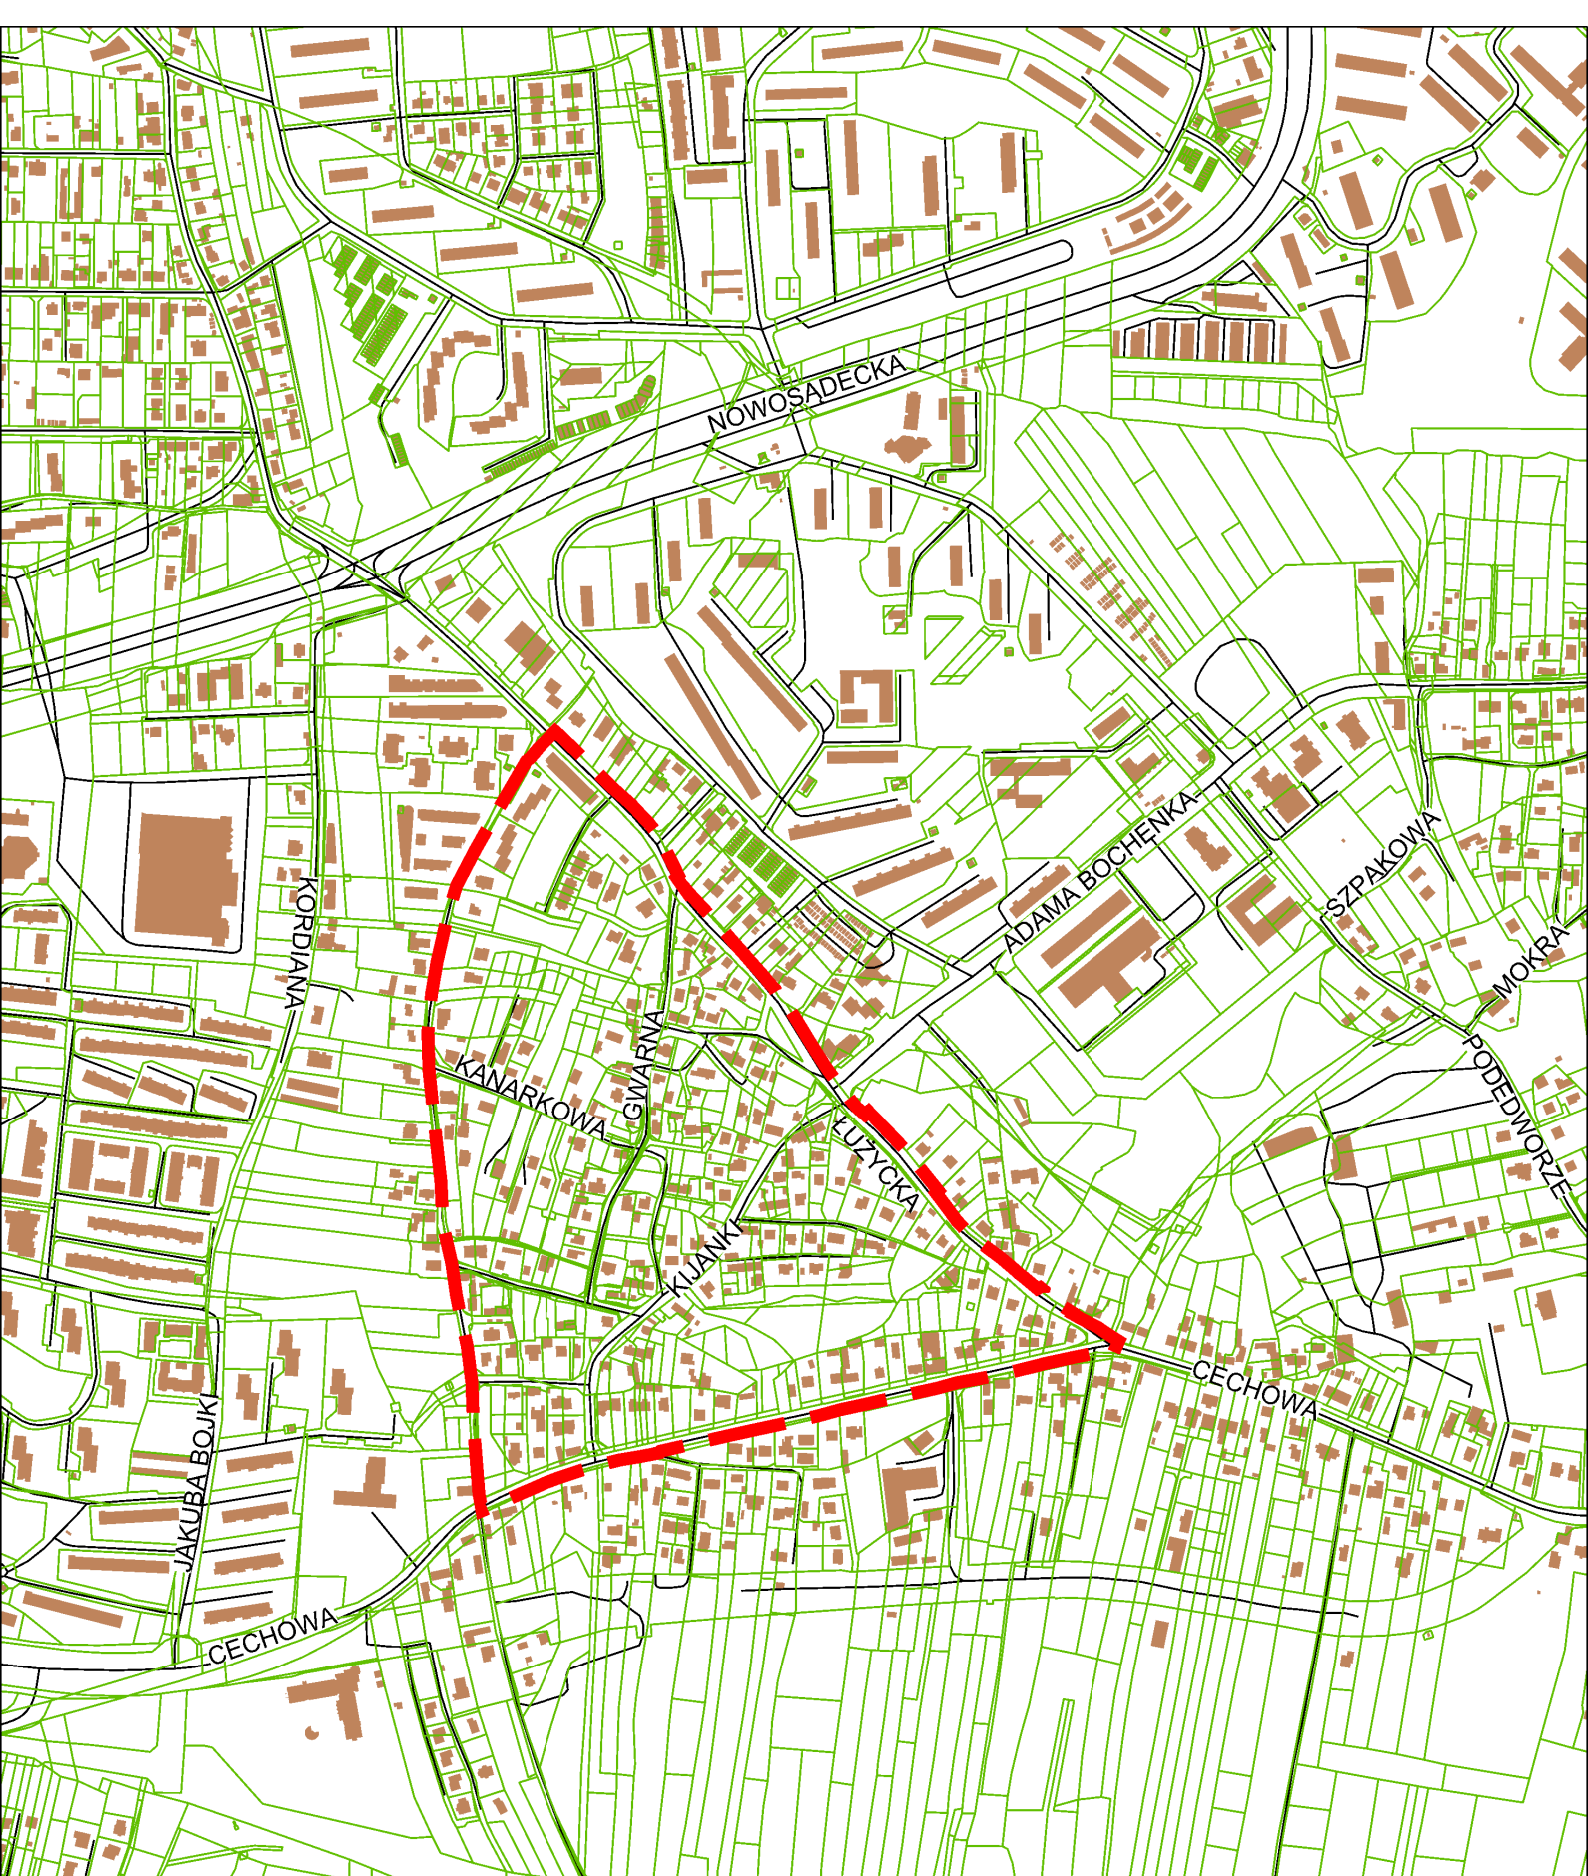 NOWOSĄDECKA
ADAMA BOCHENKA
SZPAKOWA
KORDIANA
MOKRA
GWARNA
KANARKOWA
PODEDWORZE
ŁUŻYCKA
KIJANKI
CECHOWA
JAKUBA BOJKI
CECHOWA